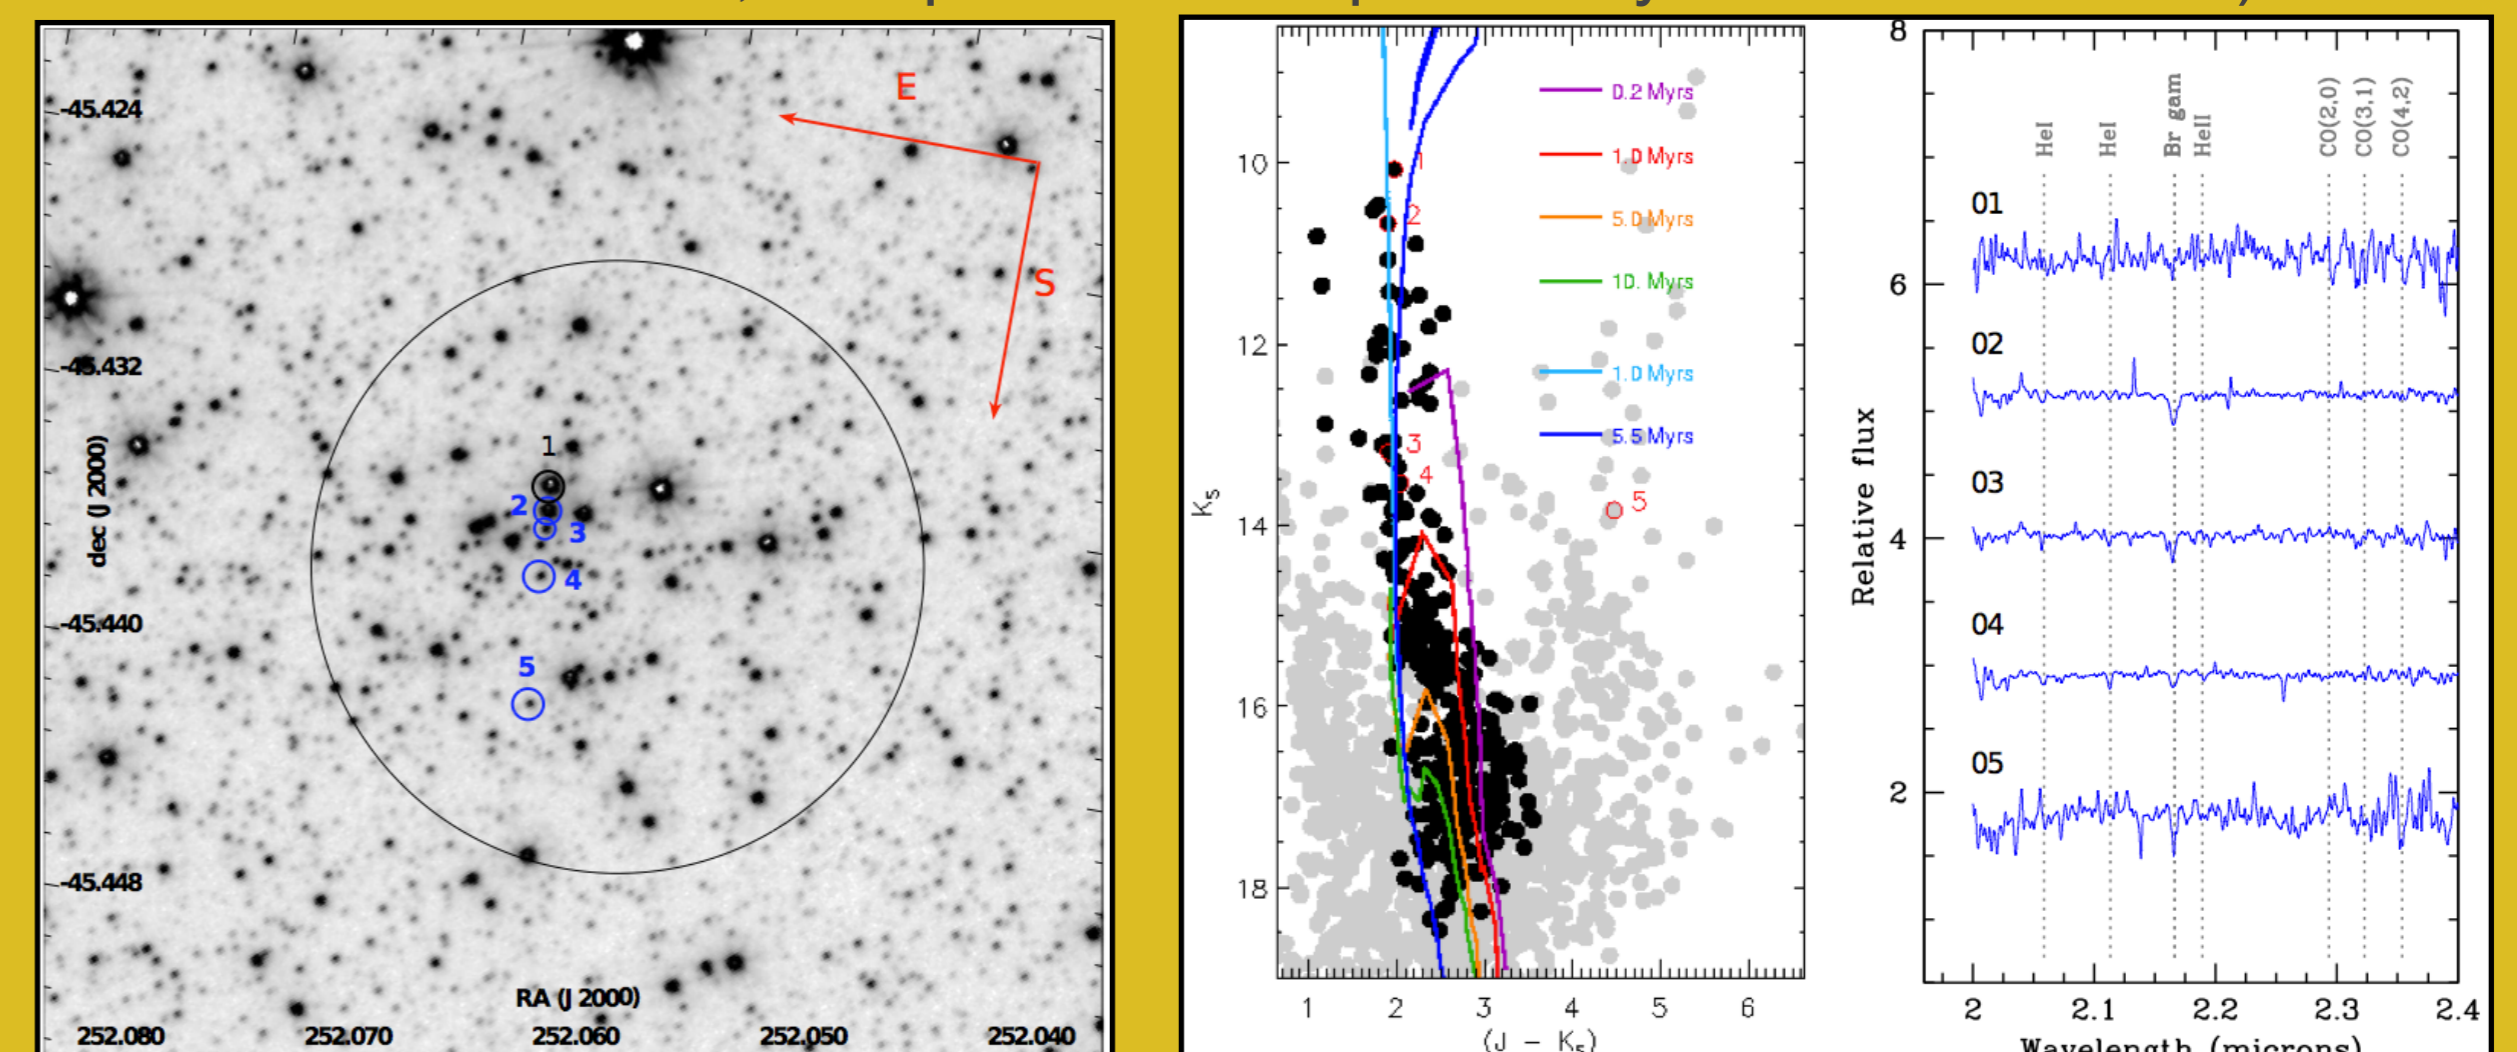 E
S
-45.424
-45.432
-45.440
-45.448
dec (J 2000)
1
2
3
4
5
RA (J 2000)
252.080 252.070 252.060 252.050 252.040
0.2 Myrs
1.0 Myrs
5.0 Myrs
10. Myrs
1.0 Myrs
5.5 Myrs
1
2
3
4
5
10
12
14
16
18
Ks
1 2 3 4 5 6
(J - Ks)
8
6
4
2
Relative flux
HeI HeI Br gam HeII CO(2,0) CO(3,1) CO(4,2)
01
02
03
04
05
2 2.1 2.2 2.3 2.4
Wavelength (microns)